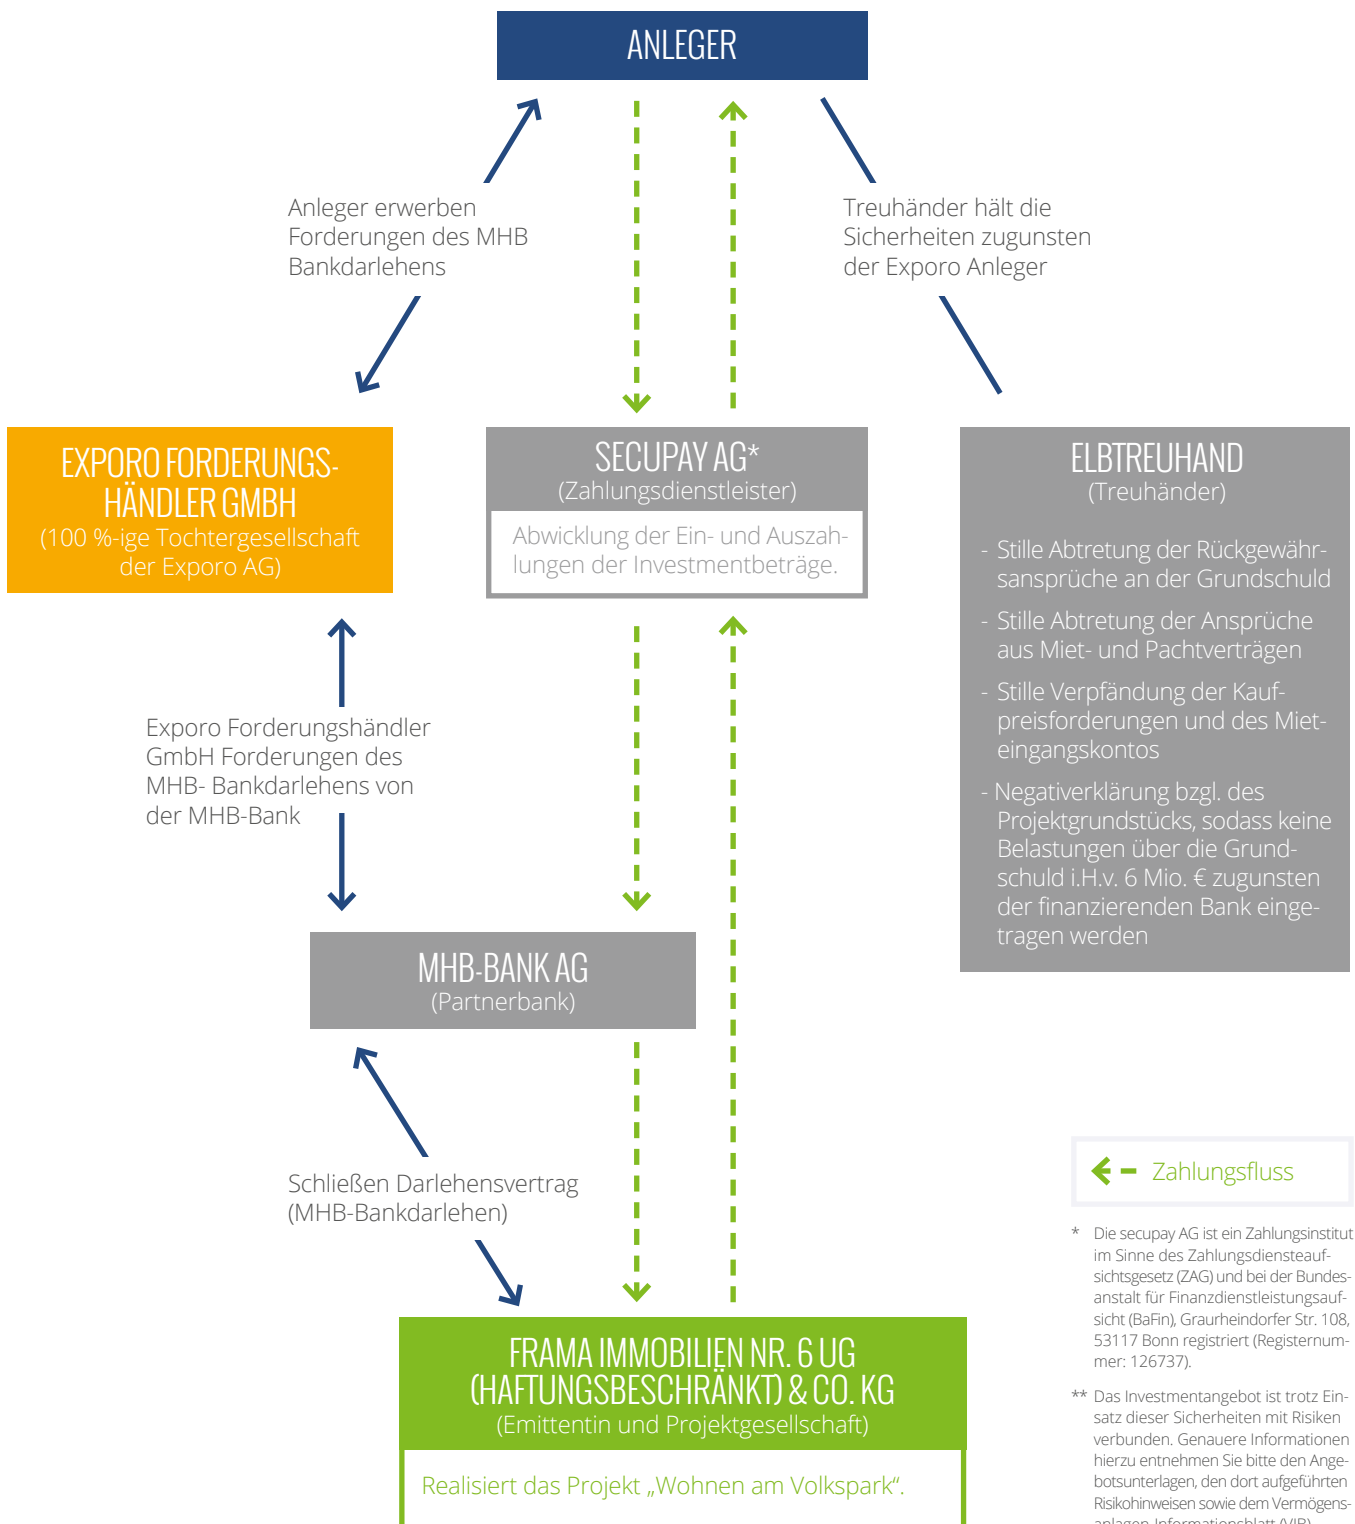 ANLEGER
Anleger erwerben
Forderungen des MHB
Bankdarlehens
Treuhänder hält die
Sicherheiten zugunsten
der Exporo Anleger
EXPORO FORDERUNGS-
HÄNDLER GMBH
(100 %-ige Tochtergesellschaft
der Exporo AG)
SECUPAY AG*
(Zahlungsdienstleister)
Abwicklung der Ein- und Auszah-
lungen der Investmentbeträge.
ELBTREUHAND
(Treuhänder)
- Stille Abtretung der Rückgewähr-
sansprüche an der Grundschuld
- Stille Abtretung der Ansprüche
aus Miet- und Pachtverträgen
- Stille Verpfändung der Kauf-
preisforderungen und des Miet-
eingangskontos
- Negativerklärung bzgl. des
Projektgrundstücks, sodass keine
Belastungen über die Grund-
schuld i.H.v. 6 Mio. € zugunsten
der finanzierenden Bank einge-
tragen werden
Exporo Forderungshändler
GmbH Forderungen des
MHB- Bankdarlehens von
der MHB-Bank
MHB-BANK AG
(Partnerbank)
Schließen Darlehensvertrag
(MHB-Bankdarlehen)
FRAMA IMMOBILIEN NR. 6 UG
(HAFTUNGSBESCHRÄNKT) & CO. KG
(Emittentin und Projektgesellschaft)
Realisiert das Projekt „Wohnen am Volkspark“.
Zahlungsfluss
* Die secupay AG ist ein Zahlungsinstitut
im Sinne des Zahlungsdiensteauf-
sichtsgesetz (ZAG) und bei der Bundes-
anstalt für Finanzdienstleistungsauf-
sicht (BaFin), Graurheindorfer Str. 108,
53117 Bonn registriert (Registernum-
mer: 126737).
** Das Investmentangebot ist trotz Ein-
satz dieser Sicherheiten mit Risiken
verbunden. Genauere Informationen
hierzu entnehmen Sie bitte den Ange-
botsunterlagen, den dort aufgeführten
Risikohinweisen sowie dem Vermögens-
anlagen-Informationsblatt (VIB)